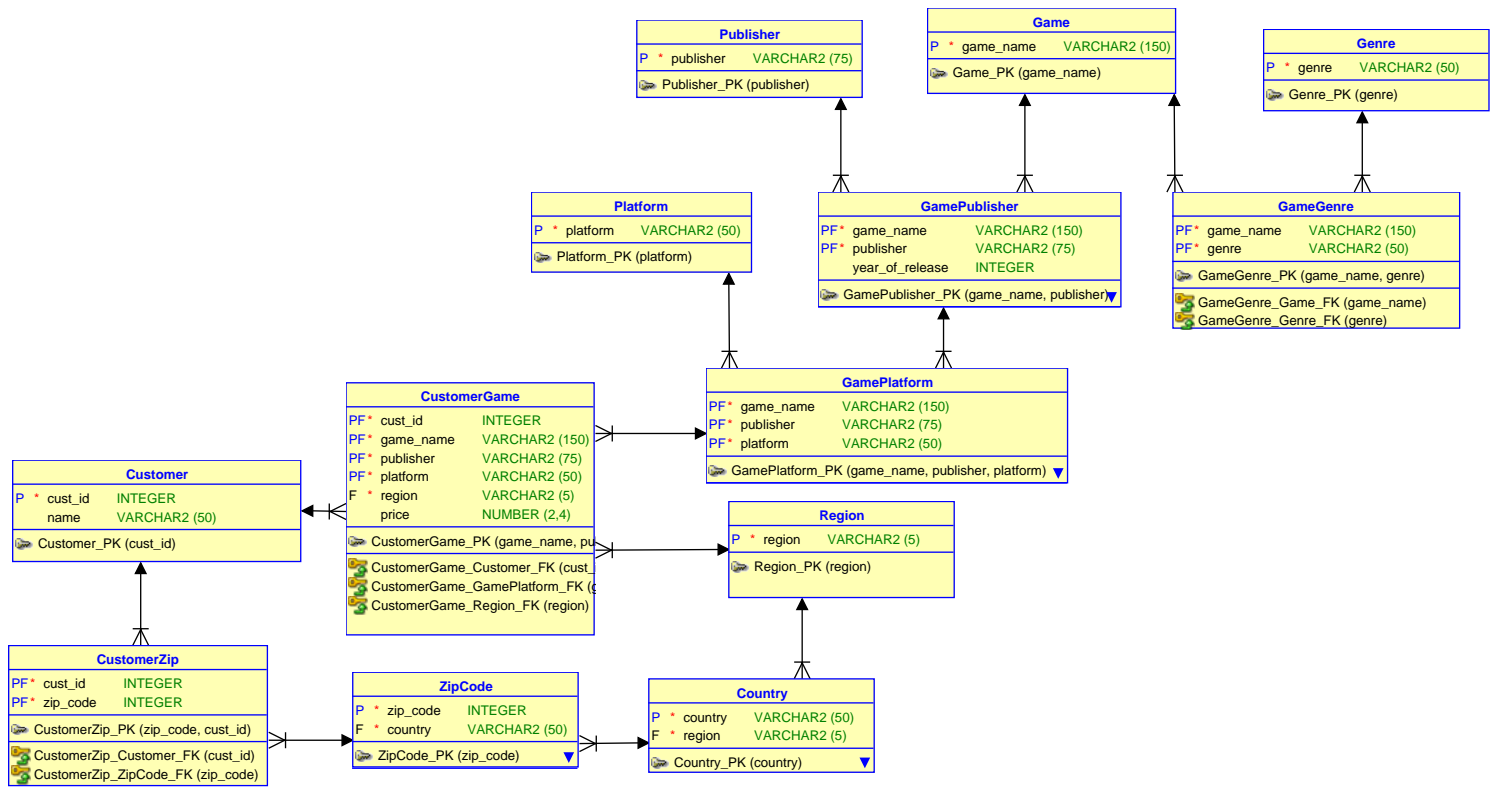 Publisher
P * publisher VARCHAR2 (75)
Publisher_PK (publisher)
Game
P * game_name VARCHAR2 (150)
Game_PK (game_name)
Genre
P * genre VARCHAR2 (50)
Genre_PK (genre)
Platform
P * platform VARCHAR2 (50)
Platform_PK (platform)
GamePublisher
PF* game_name VARCHAR2 (150)
PF* publisher VARCHAR2 (75)
year_of_release INTEGER
GamePublisher_PK (game_name, publisher)
GameGenre
PF* game_name VARCHAR2 (150)
PF* genre VARCHAR2 (50)
GameGenre_PK (game_name, genre)
GameGenre_Game_FK (game_name)
GameGenre_Genre_FK (genre)
CustomerGame
PF* cust_id INTEGER
PF* game_name VARCHAR2 (150)
PF* publisher VARCHAR2 (75)
PF* platform VARCHAR2 (50)
F * region VARCHAR2 (5)
price NUMBER (2,4)
CustomerGame_PK (game_name, pu
CustomerGame_Customer_FK (cust_
CustomerGame_GamePlatform_FK (g
CustomerGame_Region_FK (region)
GamePlatform
PF* game_name VARCHAR2 (150)
PF* publisher VARCHAR2 (75)
PF* platform VARCHAR2 (50)
GamePlatform_PK (game_name, publisher, platform)
Customer
P * cust_id INTEGER
name VARCHAR2 (50)
Customer_PK (cust_id)
Region
P * region VARCHAR2 (5)
Region_PK (region)
CustomerZip
PF* cust_id INTEGER
PF* zip_code INTEGER
CustomerZip_PK (zip_code, cust_id)
CustomerZip_Customer_FK (cust_id)
CustomerZip_ZipCode_FK (zip_code)
ZipCode
P * zip_code INTEGER
F * country VARCHAR2 (50)
ZipCode_PK (zip_code)
Country
P * country VARCHAR2 (50)
F * region VARCHAR2 (5)
Country_PK (country)